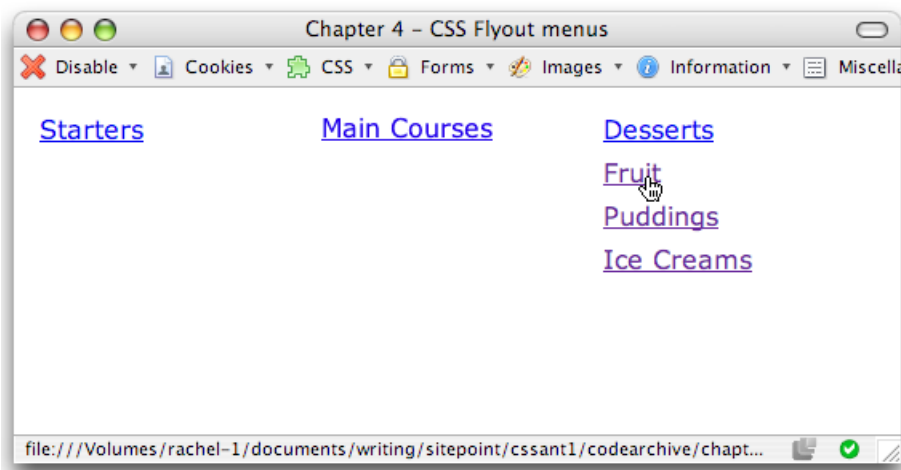 Chapter 4 – CSS Flyout menus
Disable Cookies CSS Forms Images Information Miscella
Starters Main Courses Desserts
Fruit
Puddings
Ice Creams
file:///Volumes/rachel-1/documents/writing/sitepoint/cssant1/codearchive/chapt...